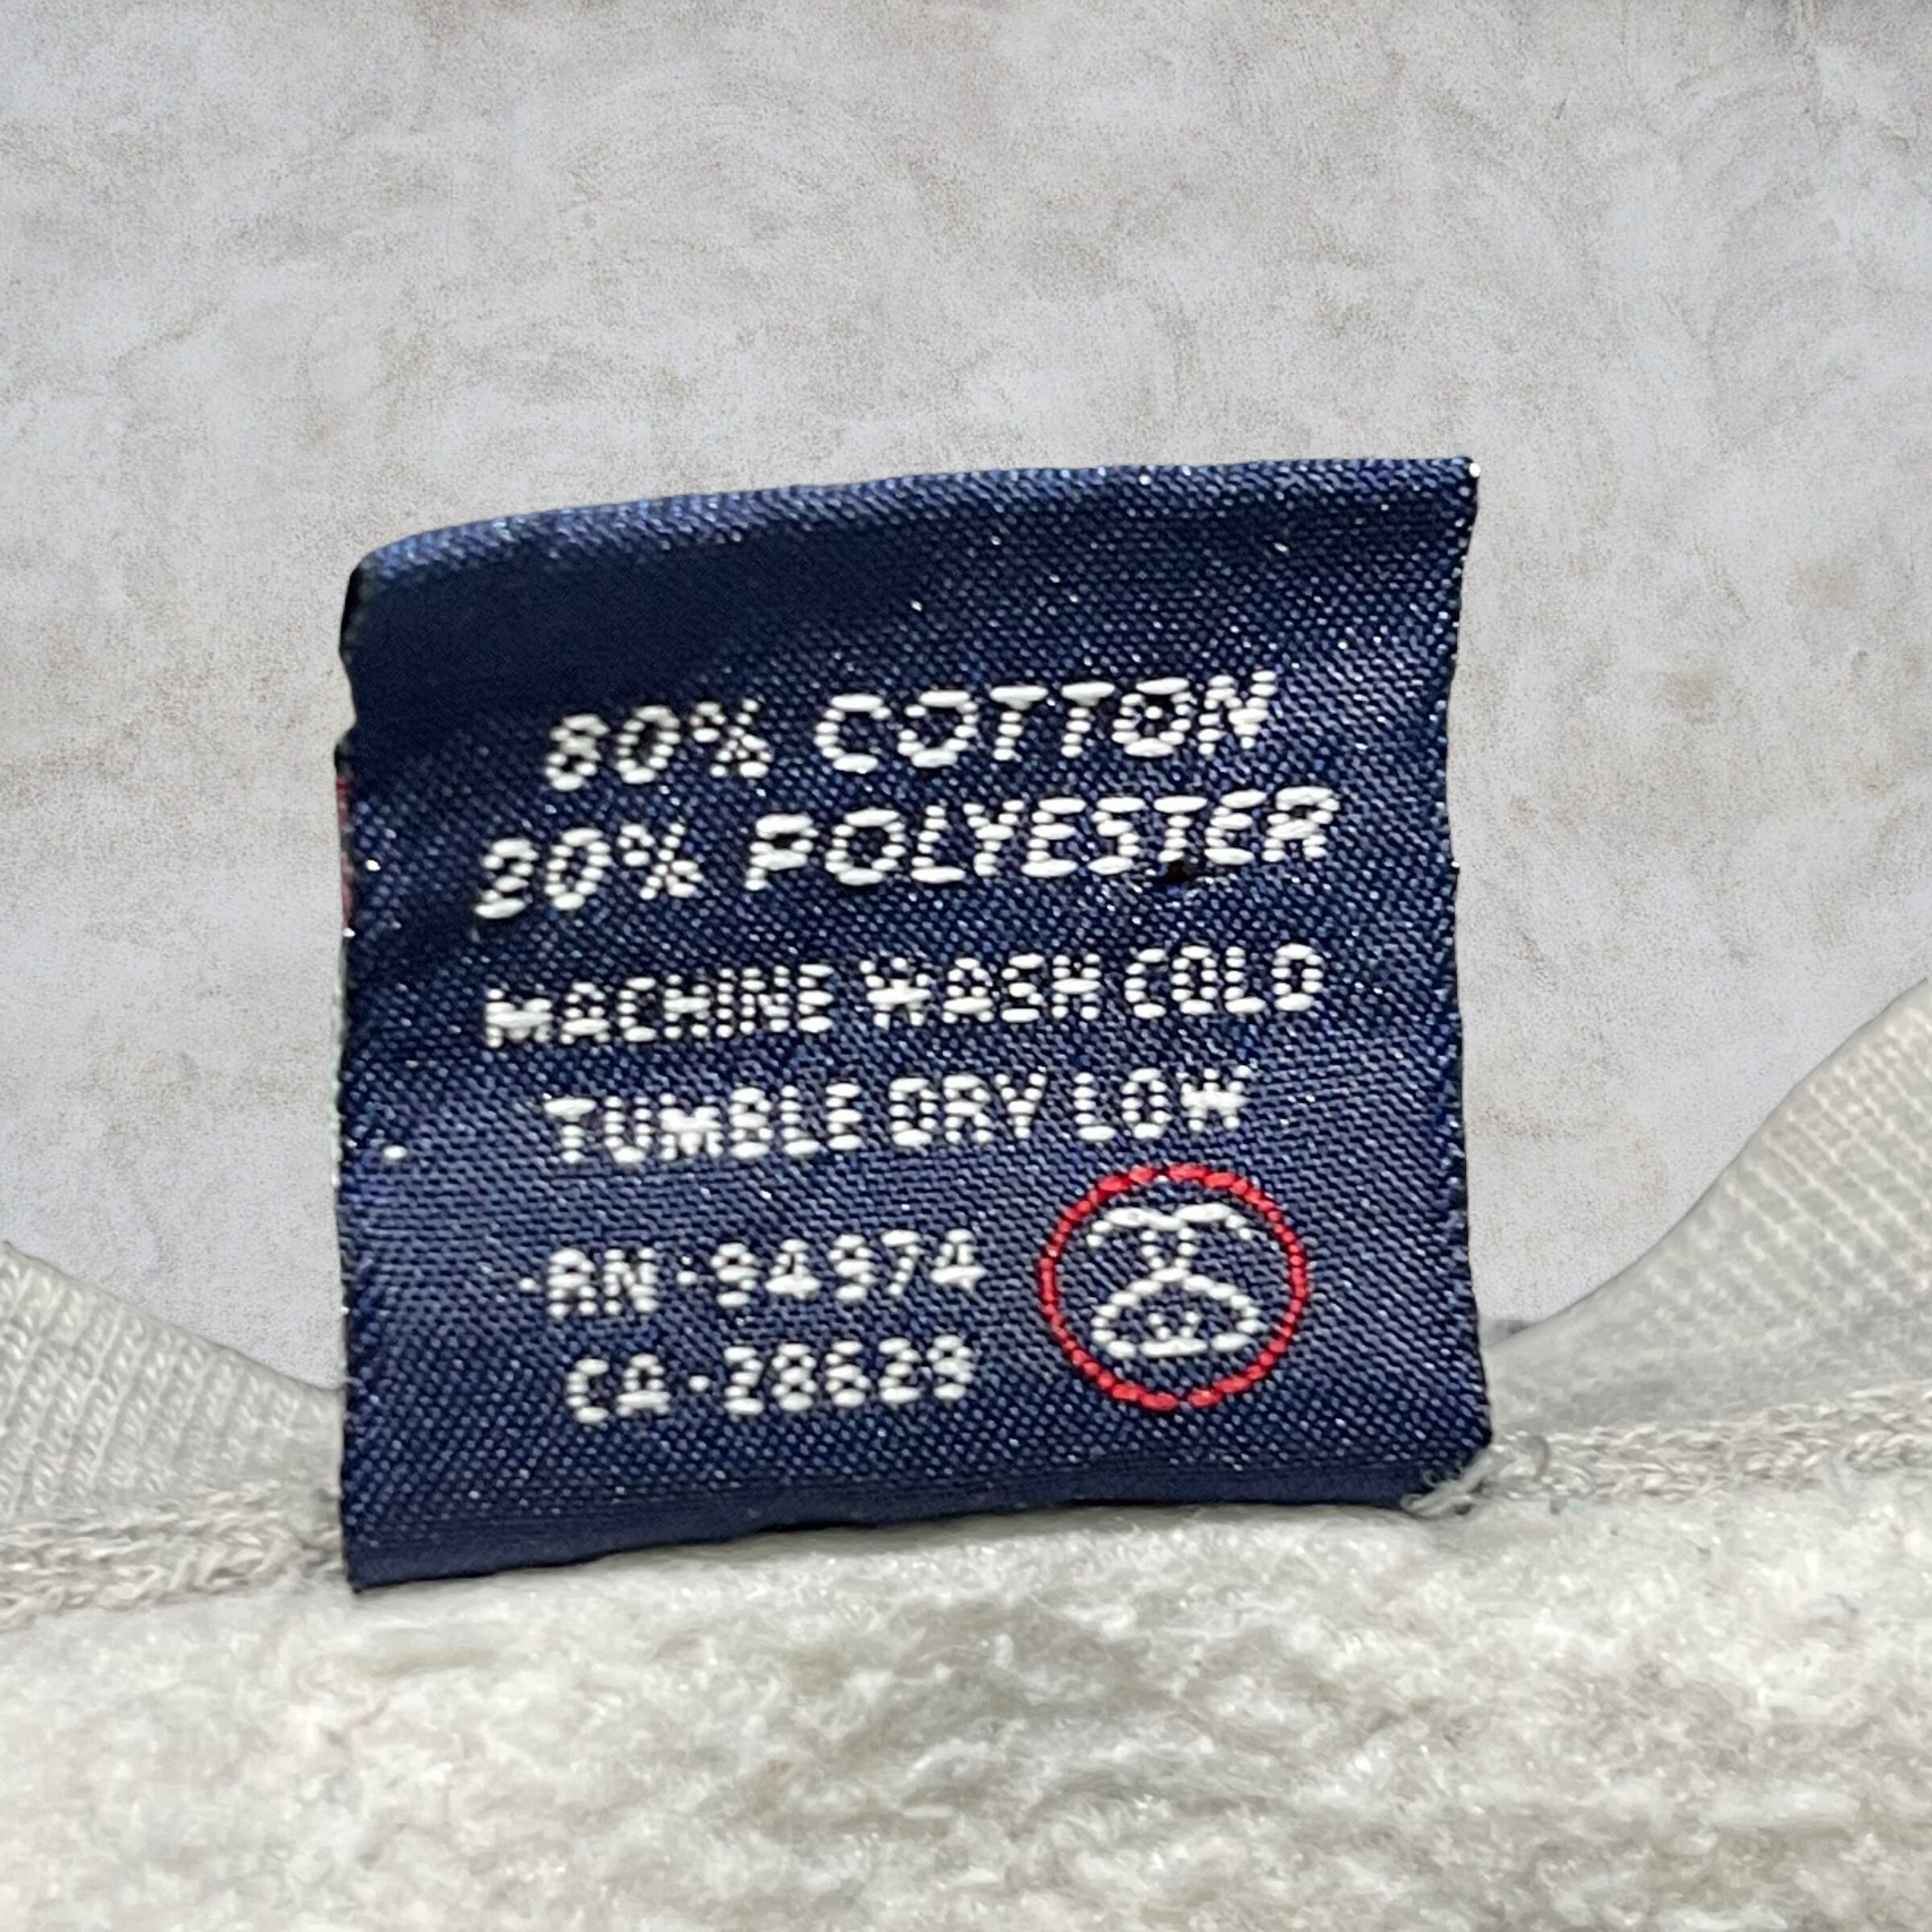 80% COTTON
20% POLYESTER
MACHINE WASH COLD
TUMBLE DRY LOW
RN·94974
CA·28629